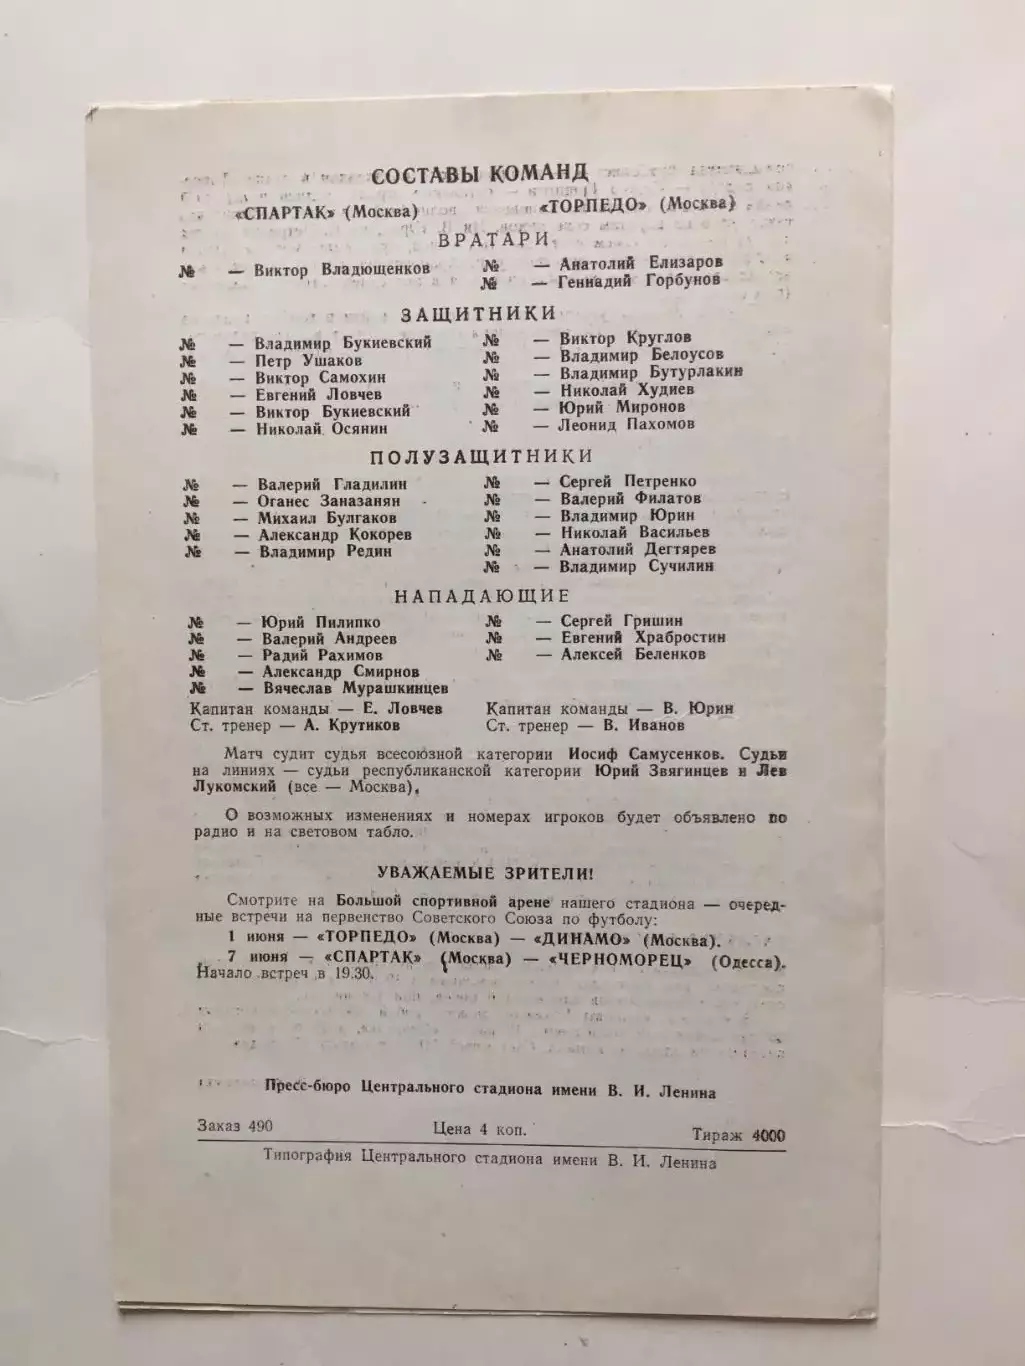 СОСТАВЫ КОМАНД
«СПАРТАК» (Москва) «ТОРПЕДО» (Москва)
ВРАТАРИ
№ — Виктор Владющенков № — Анатолий Елизаров
№ — Геннадий Горбунов
ЗАЩИТНИКИ
№ — Владимир Букиевский № — Виктор Круглов
№ — Петр Ушаков № — Владимир Белоусов
№ — Виктор Самохин № — Владимир Бутурлакин
№ — Евгений Ловчев № — Николай Худиев
№ — Виктор Букиевский № — Юрий Миронов
№ — Николай Осянин № — Леонид Пахомов
ПОЛУЗАЩИТНИКИ
№ — Валерий Гладилин № — Сергей Петренко
№ — Оганес Заназанян № — Валерий Филатов
№ — Михаил Булгаков № — Владимир Юрин
№ — Александр Кокорев № — Николай Васильев
№ — Владимир Редин № — Анатолий Дегтярев
№ — Владимир Сучилин
НАПАДАЮЩИЕ
№ — Юрий Пилипко № — Сергей Гришин
№ — Валерий Андреев № — Евгений Храбростин
№ — Радий Рахимов № — Алексей Беленков
№ — Александр Смирнов
№ — Вячеслав Мурашкинцев
Капитан команды — Е. Ловчев Капитан команды — В. Юрин
Ст. тренер — А. Крутиков Ст. тренер — В. Иванов
Матч судит судья всесоюзной категории Иосиф Самусенков. Судьи
на линиях — судьи республиканской категории Юрий Звягинцев и Лев
Лукомский (все — Москва),
О возможных изменениях и номерах игроков будет объявлено по
радио и на световом табло.
УВАЖАЕМЫЕ ЗРИТЕЛИ!
Смотрите на Большой спортивной арене нашего стадиона — очеред-
ные встречи на первенство Советского Союза по футболу:
1 июня — «ТОРПЕДО» (Москва) — «ДИНАМО» (Москва).
7 июня — «СПАРТАК» (Москва) — «ЧЕРНОМОРЕЦ» (Одесса).
Начало встреч в 19.30.
Пресс-бюро Центрального стадиона имени В. И. Ленина
Заказ 490 Цена 4 коп. Тираж 4000
Типография Центрального стадиона имени В. И. Ленина